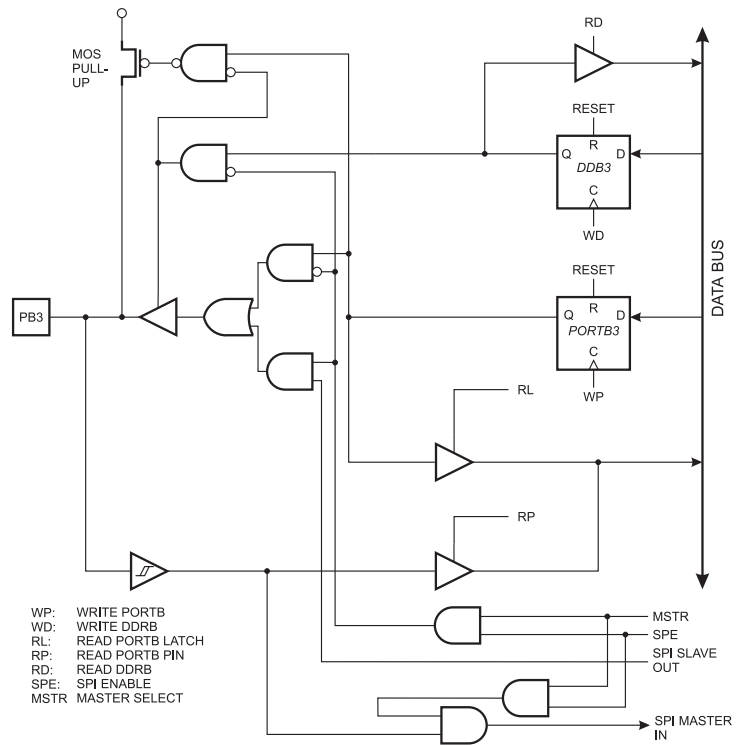 RD
MOS
PULL-
UP
RESET
R
Q
D
DDB3
C
WD
DATA BUS
RESET
R
Q
D
PB3
PORTB3
C
WP
RL
RP
WP: WRITE PORTB
WD: WRITE DDRB
RL: READ PORTB LATCH
RP: READ PORTB PIN
RD: READ DDRB
SPE: SPI ENABLE
MSTR MASTER SELECT
MSTR
SPE
SPI SLAVE
OUT
SPI MASTER
IN